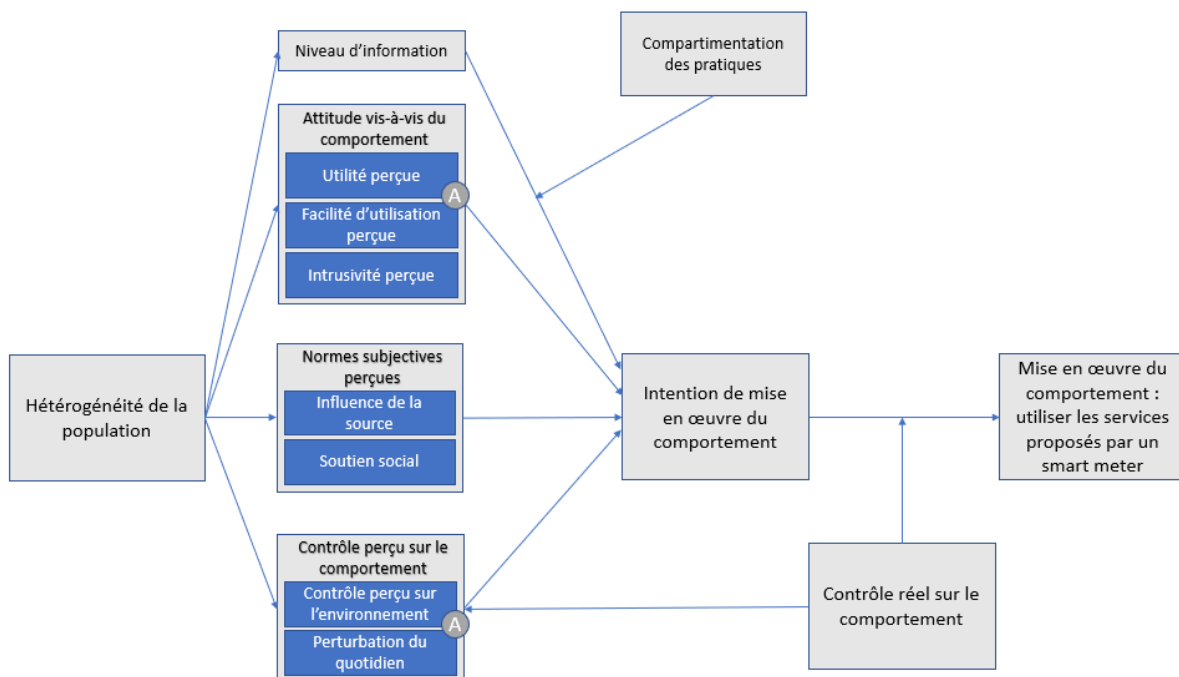 Niveau d'information
Compartimentation
des pratiques
Attitude vis-à-vis du
comportement
Utilité perçue
A
Facilité d'utilisation
perçue
Intrusivité perçue
Hétérogénéité de la
population
Normes subjectives
perçues
Influence de la
source
Soutien social
Intention de mise
en œuvre du
comportement
Mise en œuvre du
comportement :
utiliser les services
proposés par un
smart meter
Contrôle perçu sur le
comportement
Contrôle perçu sur
l'environnement
A
Perturbation du
quotidien
Contrôle réel sur le
comportement